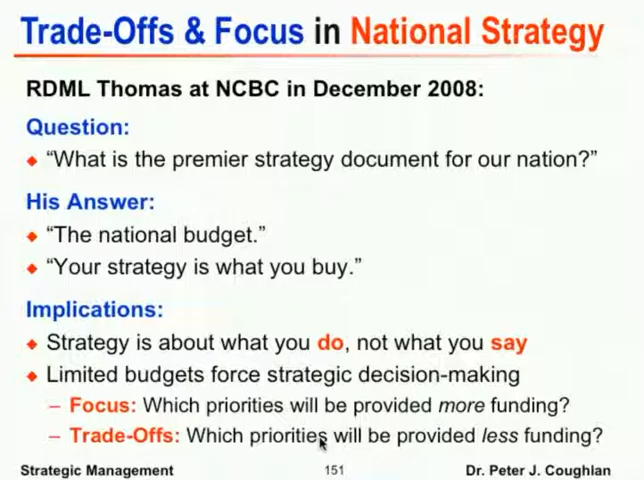 Trade-Offs & Focus in National Strategy
RDML Thomas at NCBC in December 2008:
Question:
◆ “What is the premier strategy document for our nation?”
His Answer:
◆ “The national budget.”
◆ “Your strategy is what you buy.”
Implications:
◆ Strategy is about what you do, not what you say
◆ Limited budgets force strategic decision-making
– Focus: Which priorities will be provided more funding?
– Trade-Offs: Which priorities will be provided less funding?
Strategic Management 151 Dr. Peter J. Coughlan